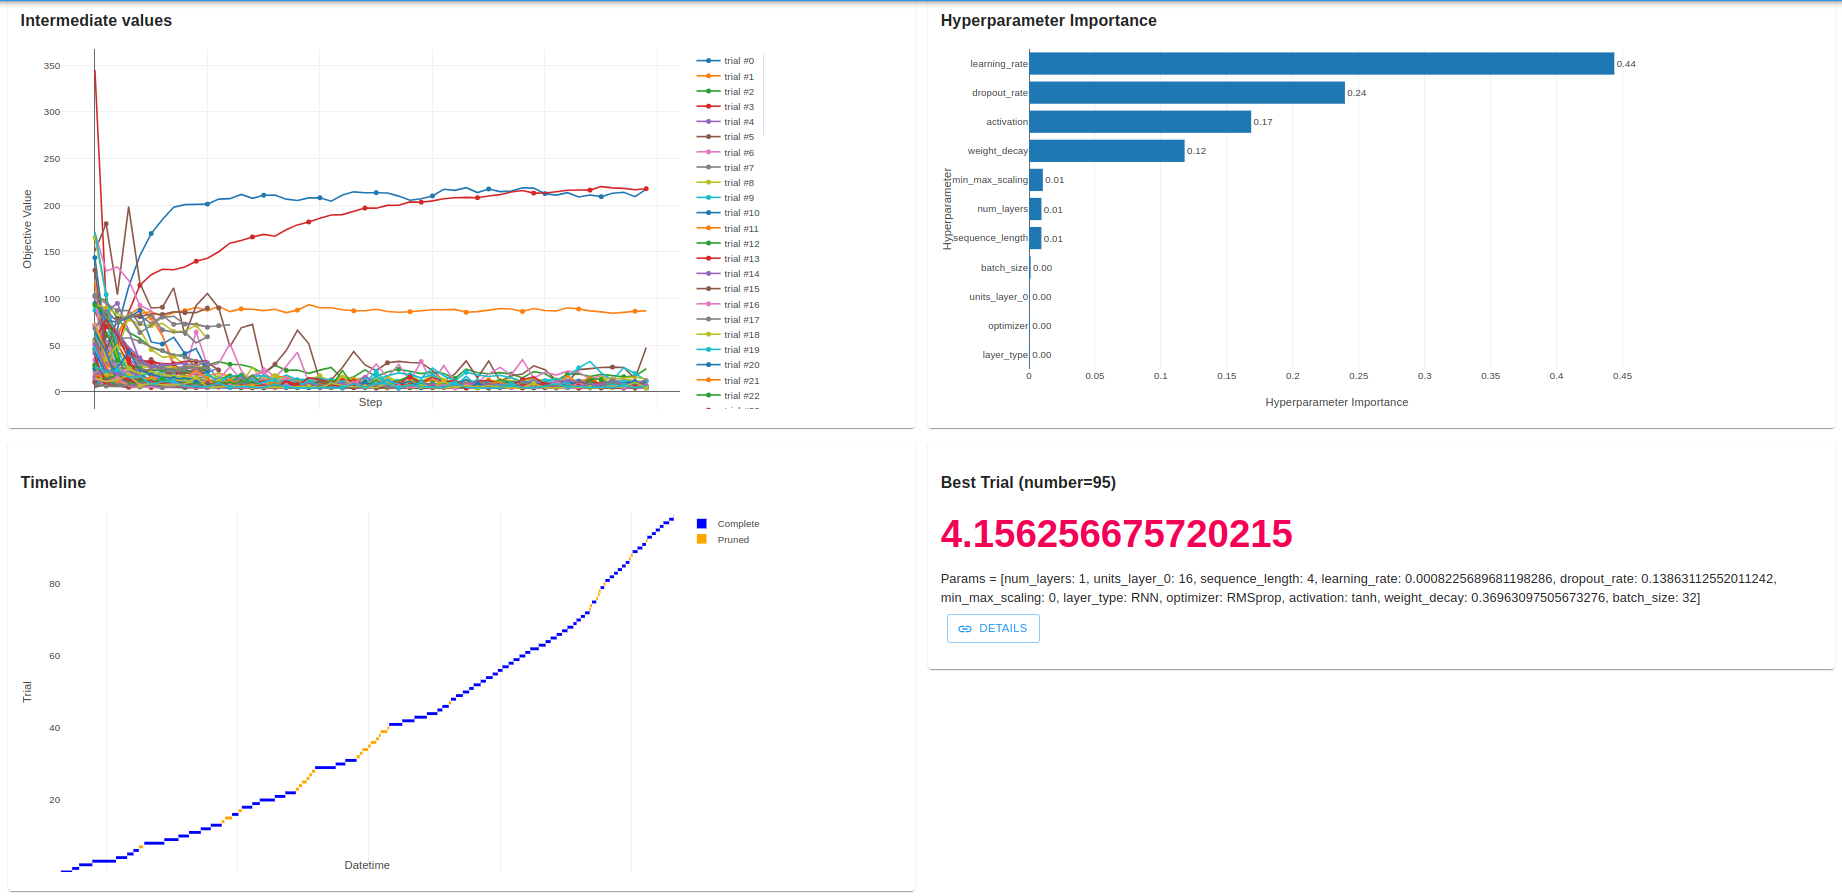 Intermediate values
350
300
250
200
150
100
50
0
Objective Value
Step
trial #0
trial #1
trial #2
trial #3
trial #4
trial #5
trial #6
trial #7
trial #8
trial #9
trial #10
trial #11
trial #12
trial #13
trial #14
trial #15
trial #16
trial #17
trial #18
trial #19
trial #20
trial #21
trial #22
Hyperparameter Importance
Hyperparameter
learning_rate 0.44
dropout_rate 0.24
activation 0.17
weight_decay 0.12
min_max_scaling 0.01
num_layers 0.01
sequence_length 0.01
batch_size 0.00
units_layer_0 0.00
optimizer 0.00
layer_type 0.00
0 0.05 0.1 0.15 0.2 0.25 0.3 0.35 0.4 0.45
Hyperparameter Importance
Timeline
80
60
40
20
Trial
Datetime
Complete
Pruned
Best Trial (number=95)
4.156256675720215
Params = [num_layers: 1, units_layer_0: 16, sequence_length: 4, learning_rate: 0.0008225689681198286, dropout_rate: 0.13863112552011242,
min_max_scaling: 0, layer_type: RNN, optimizer: RMSprop, activation: tanh, weight_decay: 0.36963097505673276, batch_size: 32]
DETAILS